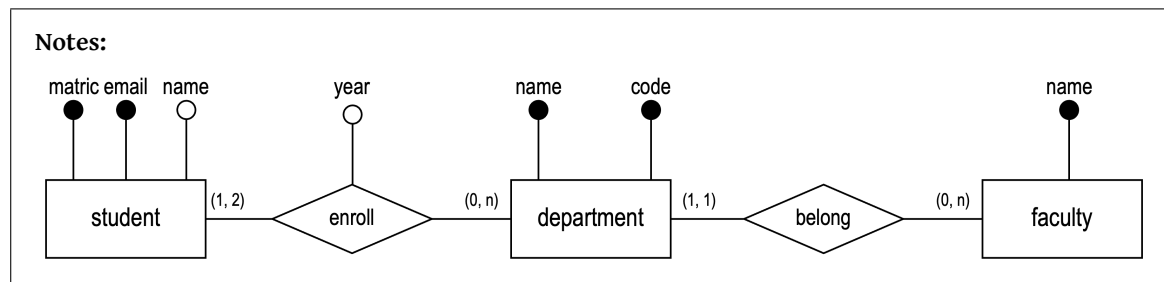 Notes:
matric email name year name code name
(1, 2) (0, n) (1, 1) (0, n)
student enroll department belong faculty